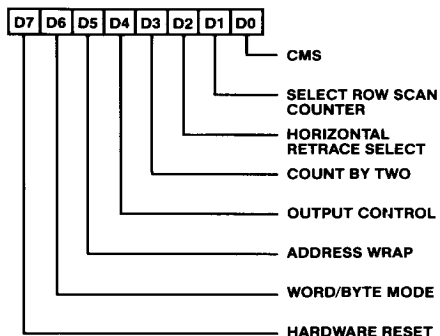 D7 D6 D5 D4 D3 D2 D1 D0
CMS
SELECT ROW SCAN
COUNTER
HORIZONTAL
RETRACE SELECT
COUNT BY TWO
OUTPUT CONTROL
ADDRESS WRAP
WORD/BYTE MODE
HARDWARE RESET